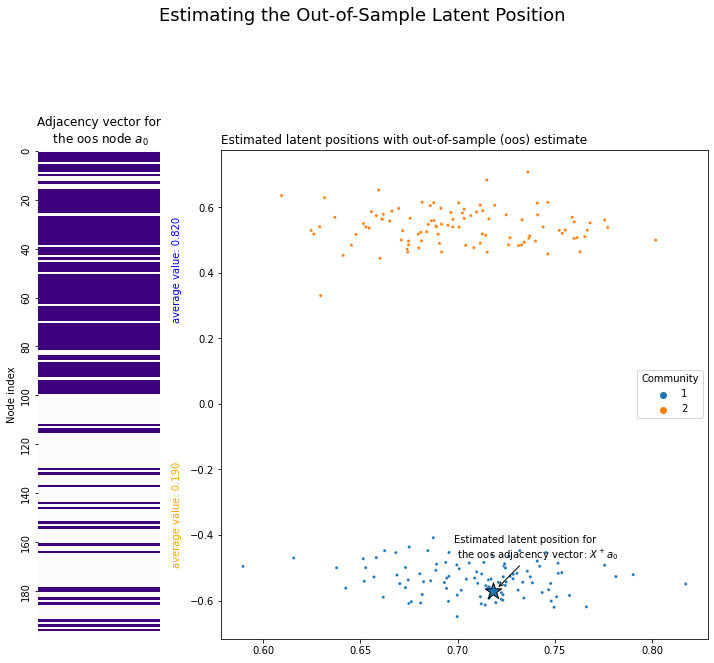 Estimating the Out-of-Sample Latent Position
Adjacency vector for
the oos node a₀
Node index
0
20
40
60
80
100
120
140
160
180
average value: 0.820
average value: 0.190
Estimated latent positions with out-of-sample (oos) estimate
0.6
0.4
0.2
0.0
−0.2
−0.4
−0.6
Community
1
2
Estimated latent position for
the oos adjacency vector: X⁺a₀
0.60
0.65
0.70
0.75
0.80